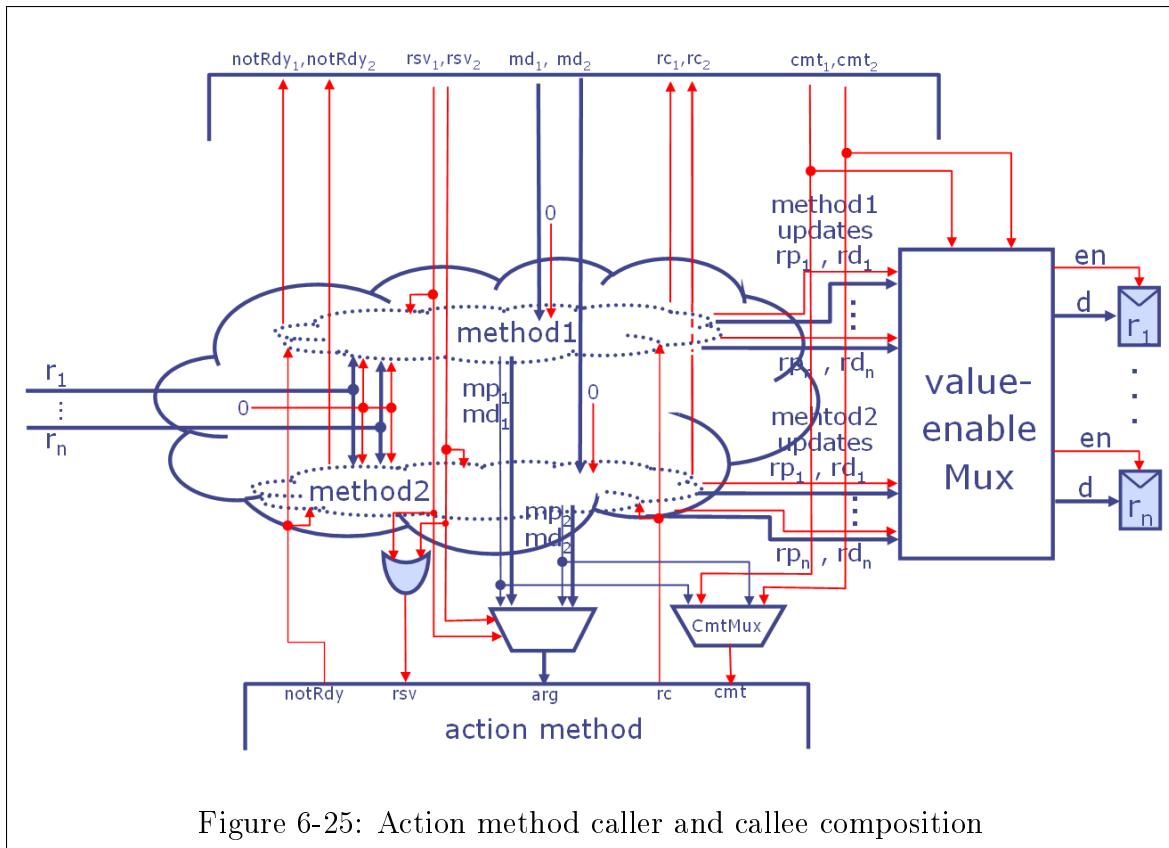 notRdy₁,notRdy₂ rsv₁,rsv₂ md₁, md₂ rc₁,rc₂ cmt₁,cmt₂
0
method1
updates
rp₁ , rd₁
en
d
r₁
method1
⋮
rpₙ , rdₙ
r₁
⋮
rₙ
0
mp₁
md₁
0
value-
enable
Mux
⋮
mehtod2
updates
rp₁ , rd₁
en
d
rₙ
method2
⋮
mp₂
md₂
rpₙ , rdₙ
CmtMux
notRdy rsv arg rc cmt
action method
Figure 6-25: Action method caller and callee composition